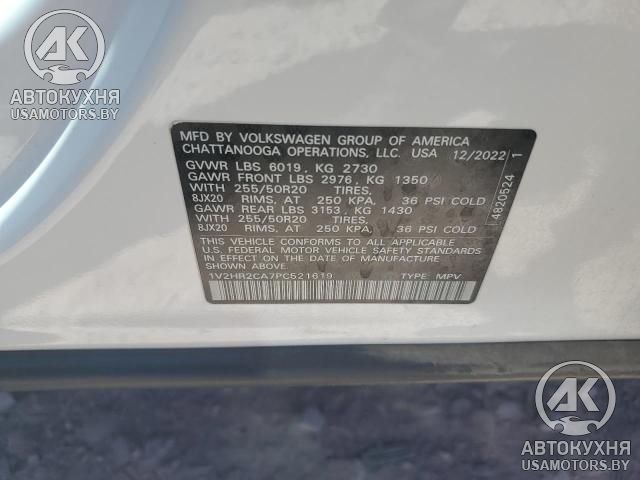 AK
АВТОКУХНЯ
USAMOTORS.BY
MFD BY VOLKSWAGEN GROUP OF AMERICA
CHATTANOOGA OPERATIONS, LLC. USA 12/2022
GVWR LBS 6019, KG 2730
GAWR FRONT LBS 2976, KG 1350
WITH 255/50R20 TIRES,
8JX20 RIMS, AT 250 KPA, 36 PSI COLD
GAWR REAR LBS 3153, KG 1430
WITH 255/50R20 TIRES,
8JX20 RIMS, AT 250 KPA, 36 PSI COLD
THIS VEHICLE CONFORMS TO ALL APPLICABLE
U.S. FEDERAL MOTOR VEHICLE SAFETY STANDARDS
IN EFFECT ON THE DATE OF MANUFACTURE
SHOWN ABOVE.
1V2HR2CA7PC521619 TYPE: MPV
4820524 1
AK
АВТОКУХНЯ
USAMOTORS.BY